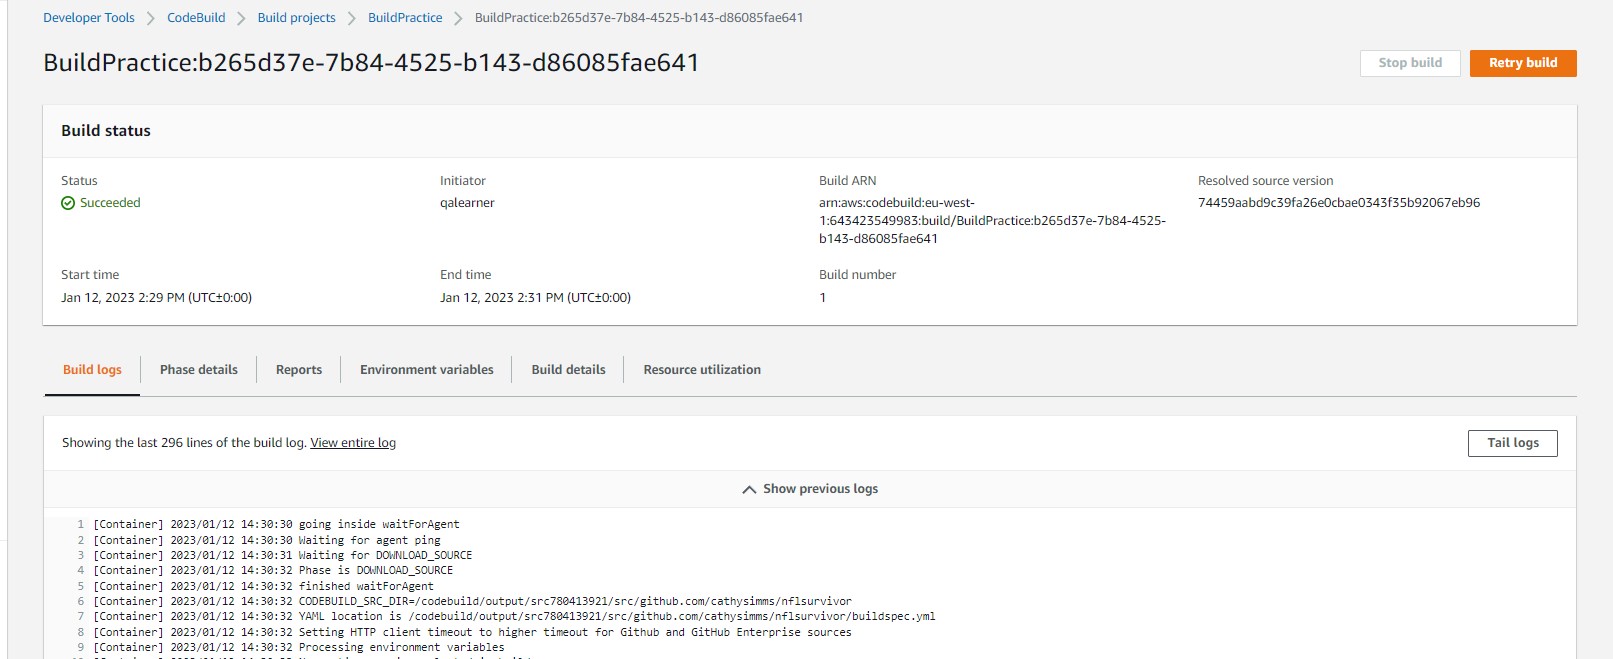 Developer Tools > CodeBuild > Build projects > BuildPractice > BuildPractice:b265d37e-7b84-4525-b143-d86085fae641
BuildPractice:b265d37e-7b84-4525-b143-d86085fae641
Stop build
Retry build
Build status
Status
Initiator
Build ARN
Resolved source version
Succeeded
qalearner
arn:aws:codebuild:eu-west-
1:643423549983:build/BuildPractice:b265d37e-7b84-4525-
b143-d86085fae641
74459aabd9c39fa26e0cbae0343f35b92067eb96
Start time
End time
Build number
Jan 12, 2023 2:29 PM (UTC±0:00)
Jan 12, 2023 2:31 PM (UTC±0:00)
1
Build logs
Phase details
Reports
Environment variables
Build details
Resource utilization
Showing the last 296 lines of the build log. View entire log
Tail logs
Show previous logs
1 [Container] 2023/01/12 14:30:30 going inside waitForAgent
2 [Container] 2023/01/12 14:30:30 Waiting for agent ping
3 [Container] 2023/01/12 14:30:31 Waiting for DOWNLOAD_SOURCE
4 [Container] 2023/01/12 14:30:32 Phase is DOWNLOAD_SOURCE
5 [Container] 2023/01/12 14:30:32 finished waitForAgent
6 [Container] 2023/01/12 14:30:32 CODEBUILD_SRC_DIR=/codebuild/output/src780413921/src/github.com/cathysimms/nflsurvivor
7 [Container] 2023/01/12 14:30:32 YAML location is /codebuild/output/src780413921/src/github.com/cathysimms/nflsurvivor/buildspec.yml
8 [Container] 2023/01/12 14:30:32 Setting HTTP client timeout to higher timeout for Github and GitHub Enterprise sources
9 [Container] 2023/01/12 14:30:32 Processing environment variables